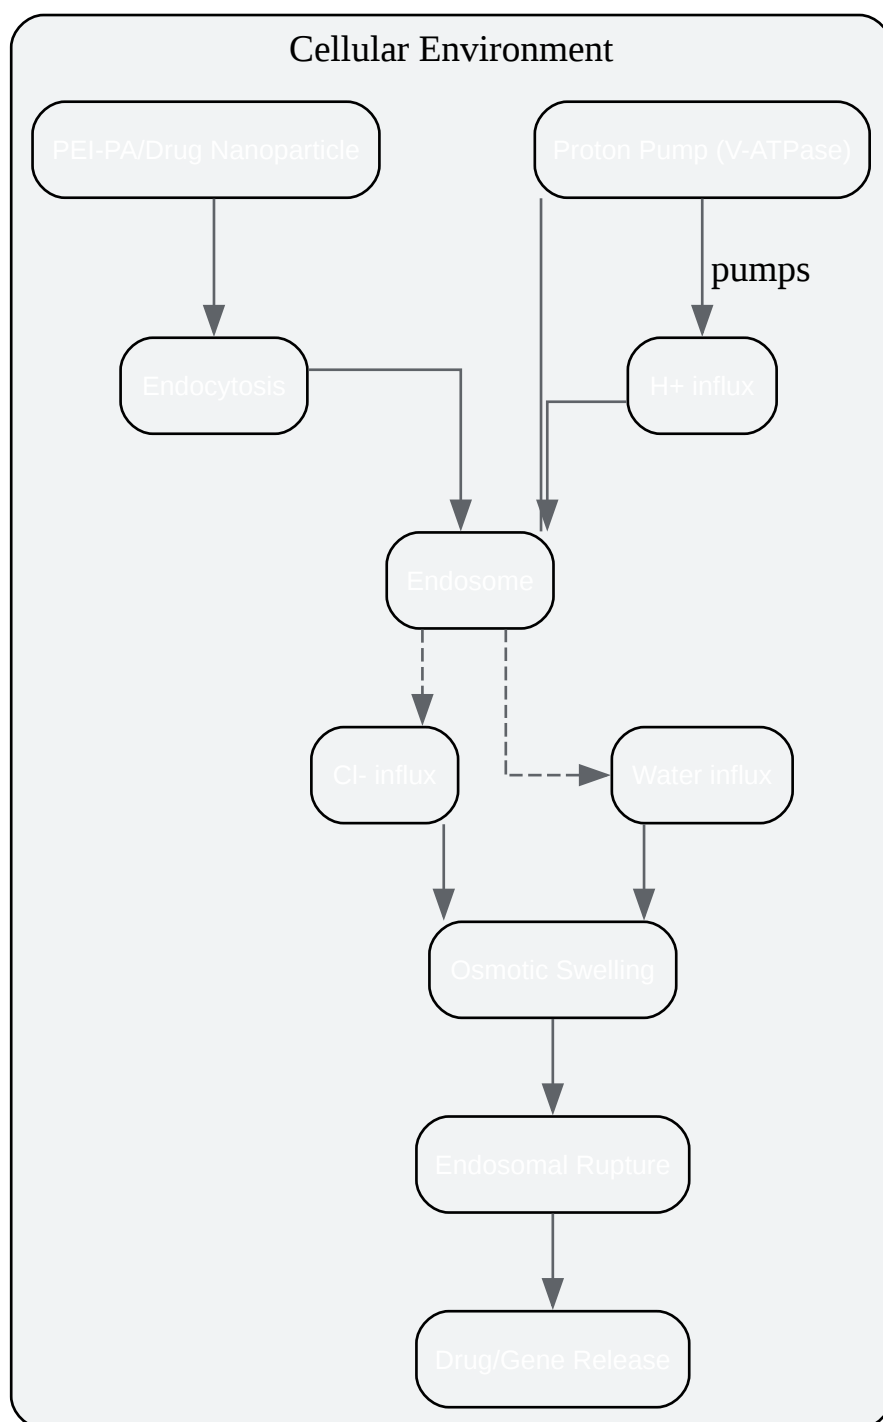 Cellular Environment
PEI-PA/Drug Nanoparticle
Proton Pump (V-ATPase)
pumps
Endocytosis
H+ influx
Endosome
Cl- influx
Water influx
Osmotic Swelling
Endosomal Rupture
Drug/Gene Release